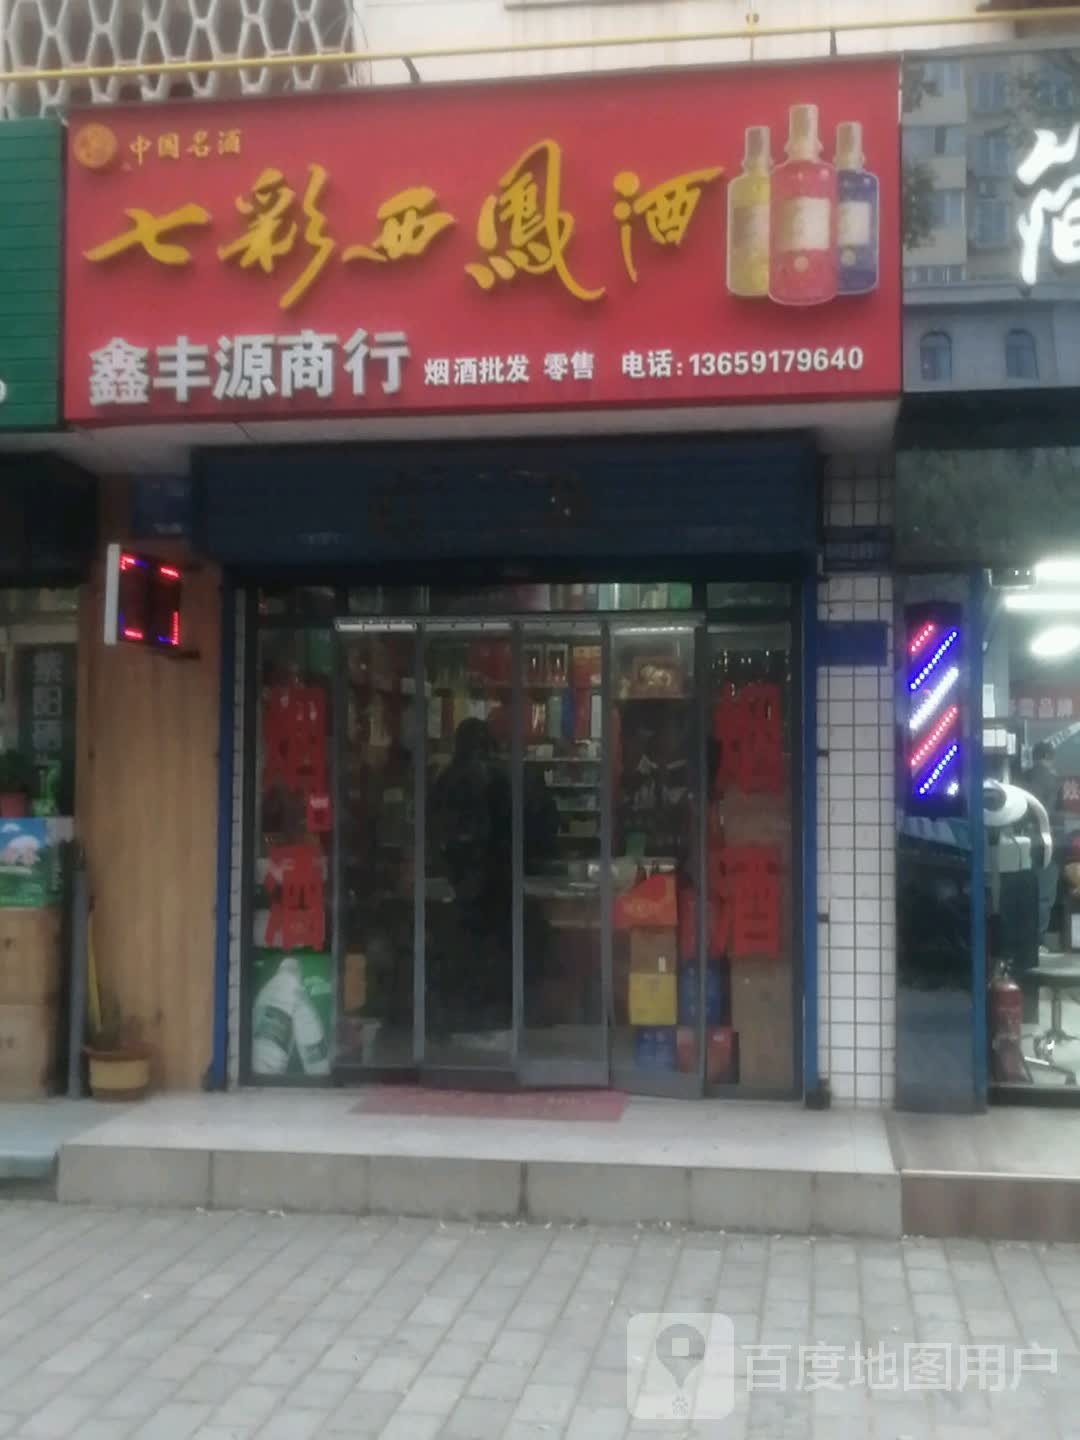 中国名酒
七彩西鳳酒
鑫丰源商行 烟酒批发 零售 电话:13659179640
烟酒
烟酒
百度地图用户